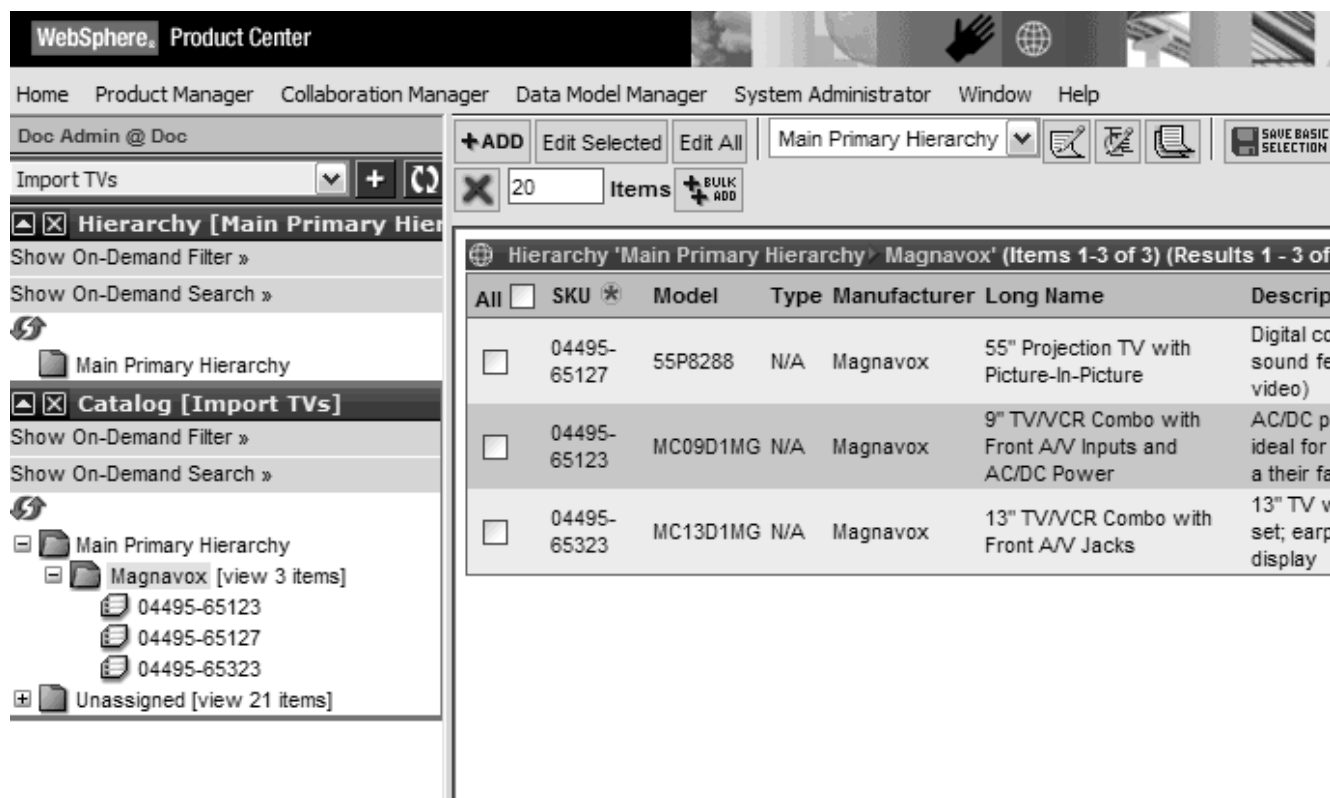 WebSphere® Product Center
Home Product Manager Collaboration Manager Data Model Manager System Administrator Window Help
Doc Admin @ Doc
Import TVs
Hierarchy [Main Primary Hier
Show On-Demand Filter »
Show On-Demand Search »
Main Primary Hierarchy
Catalog [Import TVs]
Show On-Demand Filter »
Show On-Demand Search »
Main Primary Hierarchy
Magnavox [view 3 items]
04495-65123
04495-65127
04495-65323
Unassigned [view 21 items]
+ADD Edit Selected Edit All Main Primary Hierarchy SAVE BASIC
SELECTION
20 Items BULK
ADD
Hierarchy 'Main Primary Hierarchy Magnavox' (Items 1-3 of 3) (Results 1 - 3 of
All SKU Model Type Manufacturer Long Name Descrip
04495-
65127
55P8288 N/A Magnavox
55" Projection TV with
Picture-In-Picture
Digital co
sound fe
video)
04495-
65123
MC09D1MG N/A Magnavox
9" TV/VCR Combo with
Front A/V Inputs and
AC/DC Power
AC/DC p
ideal for
a their fa
04495-
65323
MC13D1MG N/A Magnavox
13" TV/VCR Combo with
Front A/V Jacks
13" TV v
set; earp
display